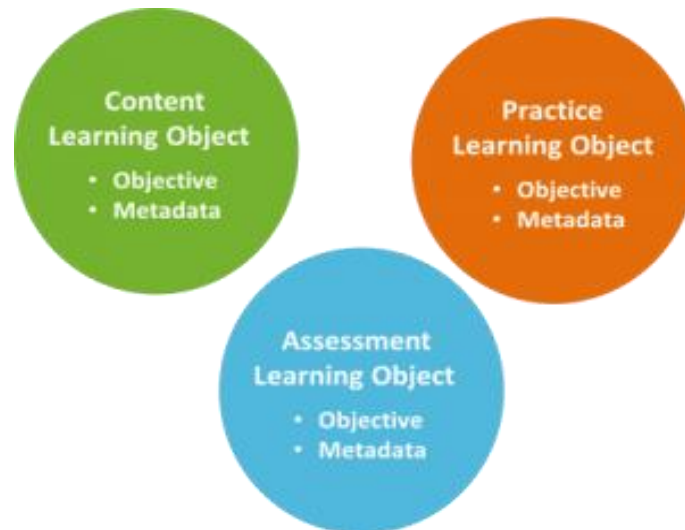 Content
Learning Object
• Objective
• Metadata
Practice
Learning Object
• Objective
• Metadata
Assessment
Learning Object
• Objective
• Metadata